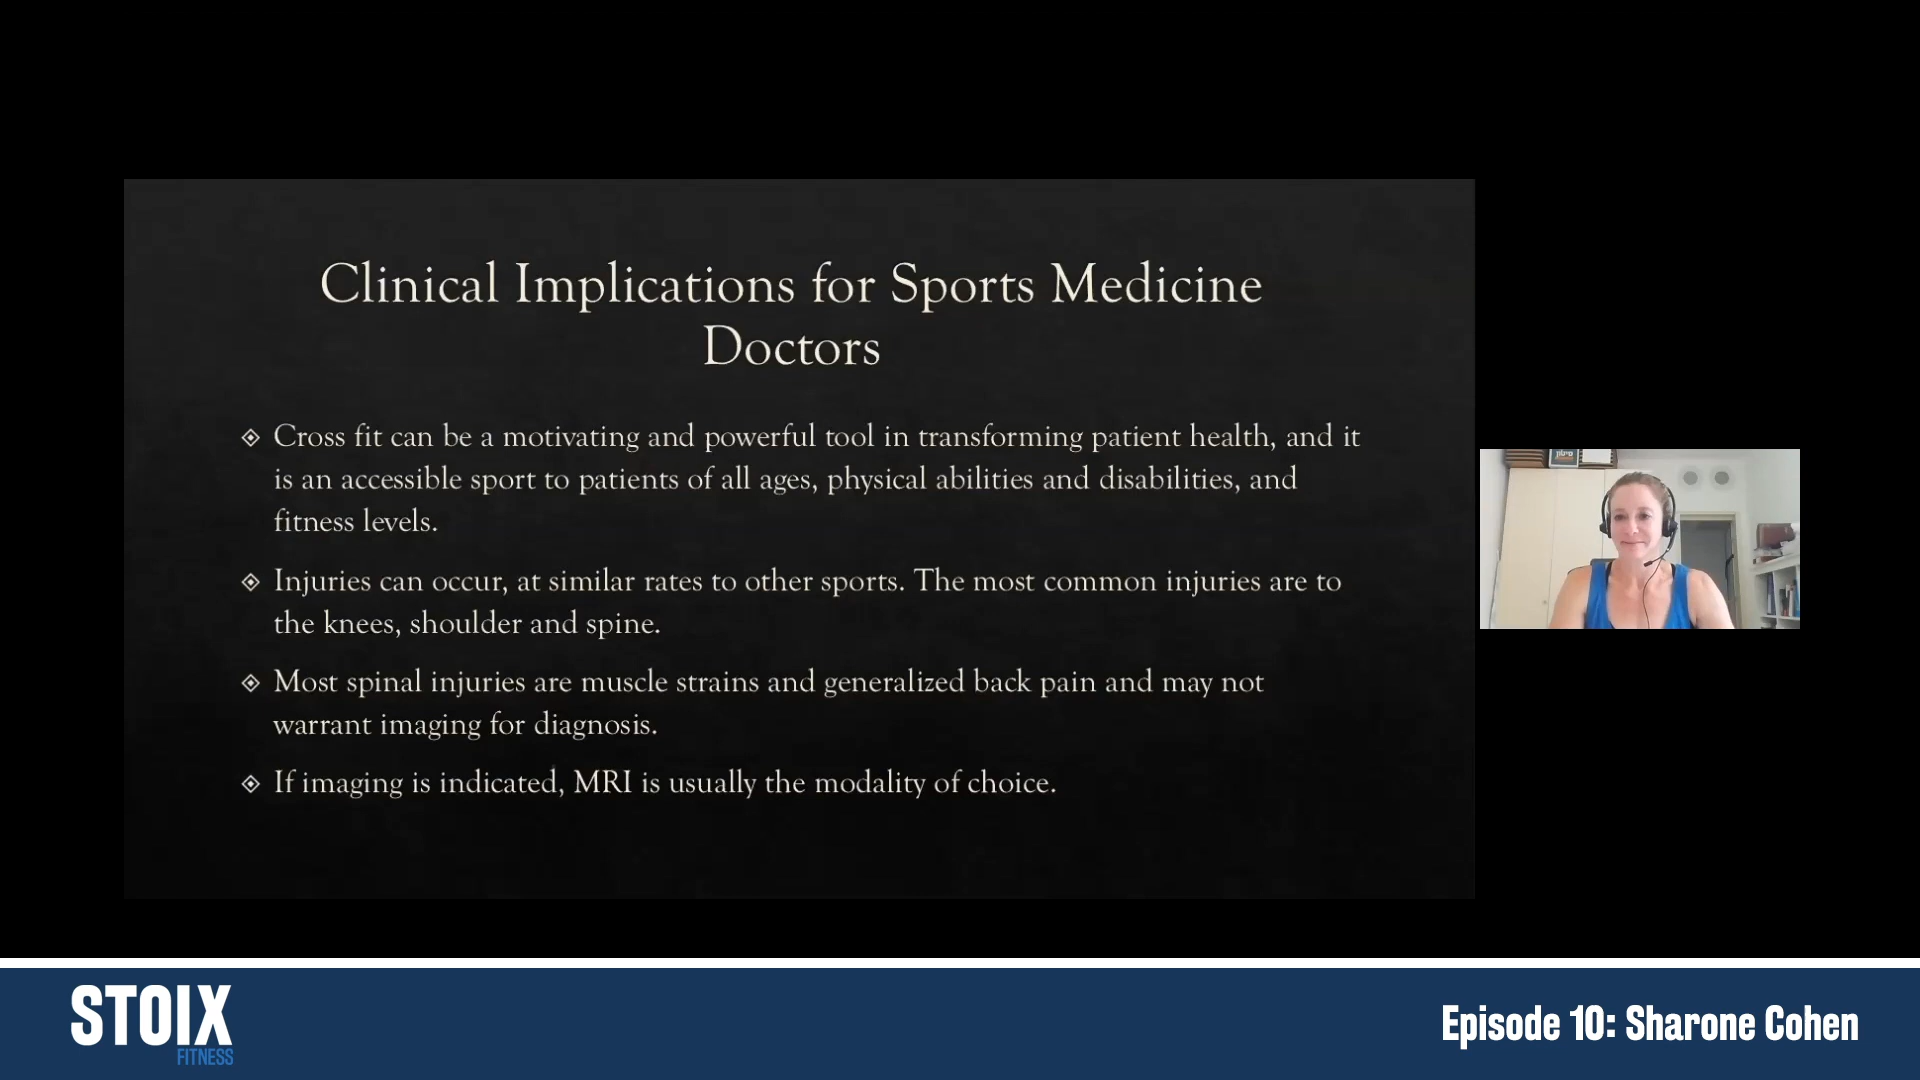 Clinical Implications for Sports Medicine
Doctors
Cross fit can be a motivating and powerful tool in transforming patient health, and it
is an accessible sport to patients of all ages, physical abilities and disabilities, and
fitness levels.
Injuries can occur, at similar rates to other sports. The most common injuries are to
the knees, shoulder and spine.
Most spinal injuries are muscle strains and generalized back pain and may not
warrant imaging for diagnosis.
If imaging is indicated, MRI is usually the modality of choice.
STOIX
FITNESS
Episode 10: Sharone Cohen